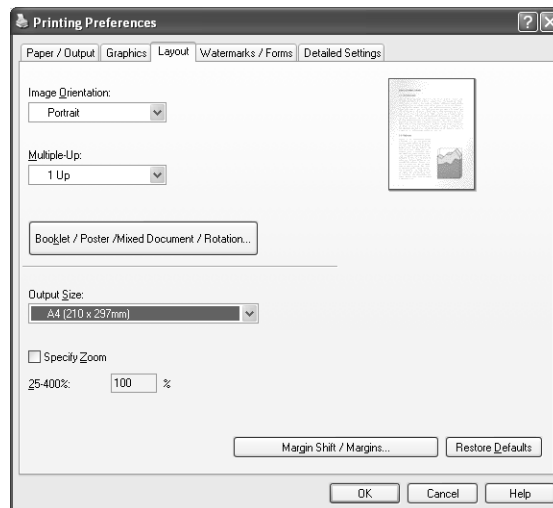 Printing Preferences
Paper / Output Graphics Layout Watermarks / Forms Detailed Settings
Image Orientation:
Portrait
Multiple-Up:
1 Up
Booklet / Poster /Mixed Document / Rotation...
Output Size:
A4 (210 x 297mm)
Specify Zoom
25-400%: 100 %
Margin Shift / Margins... Restore Defaults
OK Cancel Help